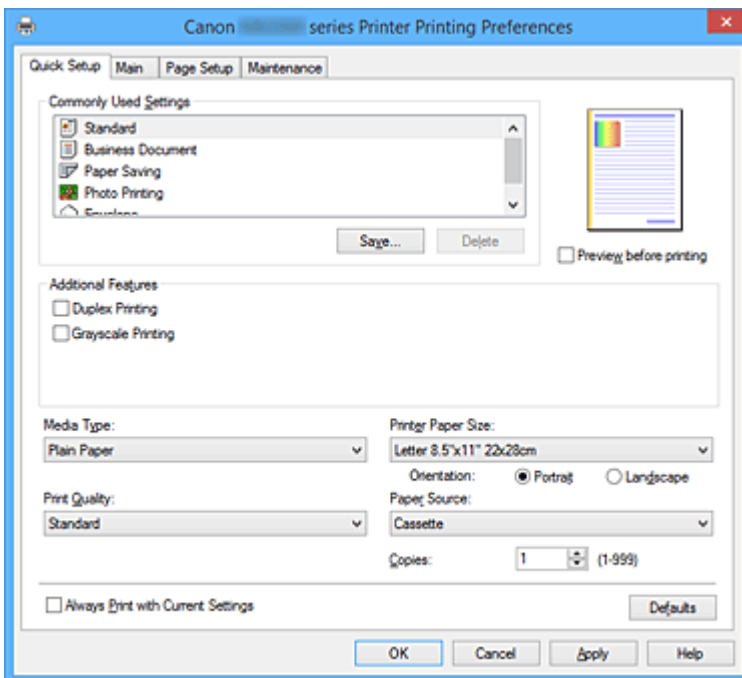 Canon series Printer Printing Preferences
Quick Setup Main Page Setup Maintenance
Commonly Used Settings
Standard
Business Document
Paper Saving
Photo Printing
Envelope
Save... Delete
Preview before printing
Additional Features
Duplex Printing
Grayscale Printing
Media Type:
Plain Paper
Printer Paper Size:
Letter 8.5"x11" 22x28cm
Orientation: Portrait Landscape
Print Quality:
Standard
Paper Source:
Cassette
Copies: 1 (1-999)
Always Print with Current Settings
Defaults
OK Cancel Apply Help